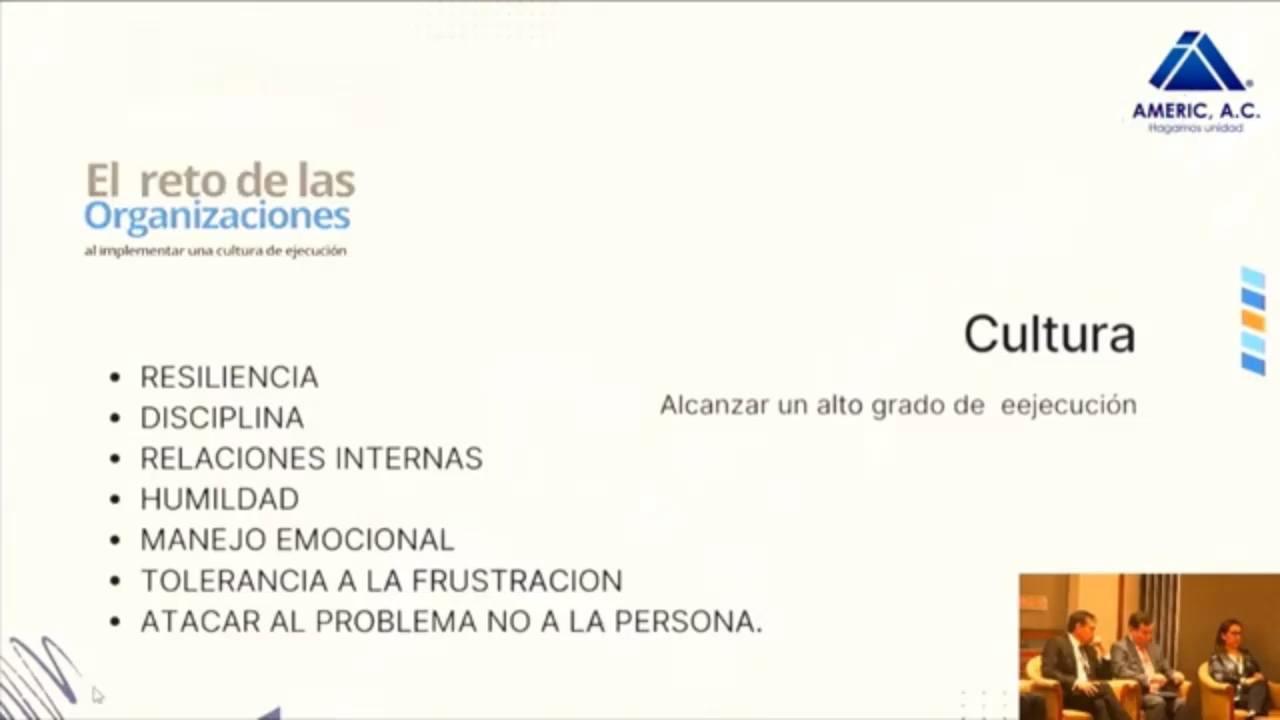 AMERIC, A.C.
Hagamos unidad
El reto de las
Organizaciones
al implementar una cultura de ejecución
Cultura
Alcanzar un alto grado de eejecución
• RESILIENCIA
• DISCIPLINA
• RELACIONES INTERNAS
• HUMILDAD
• MANEJO EMOCIONAL
• TOLERANCIA A LA FRUSTRACION
• ATACAR AL PROBLEMA NO A LA PERSONA.